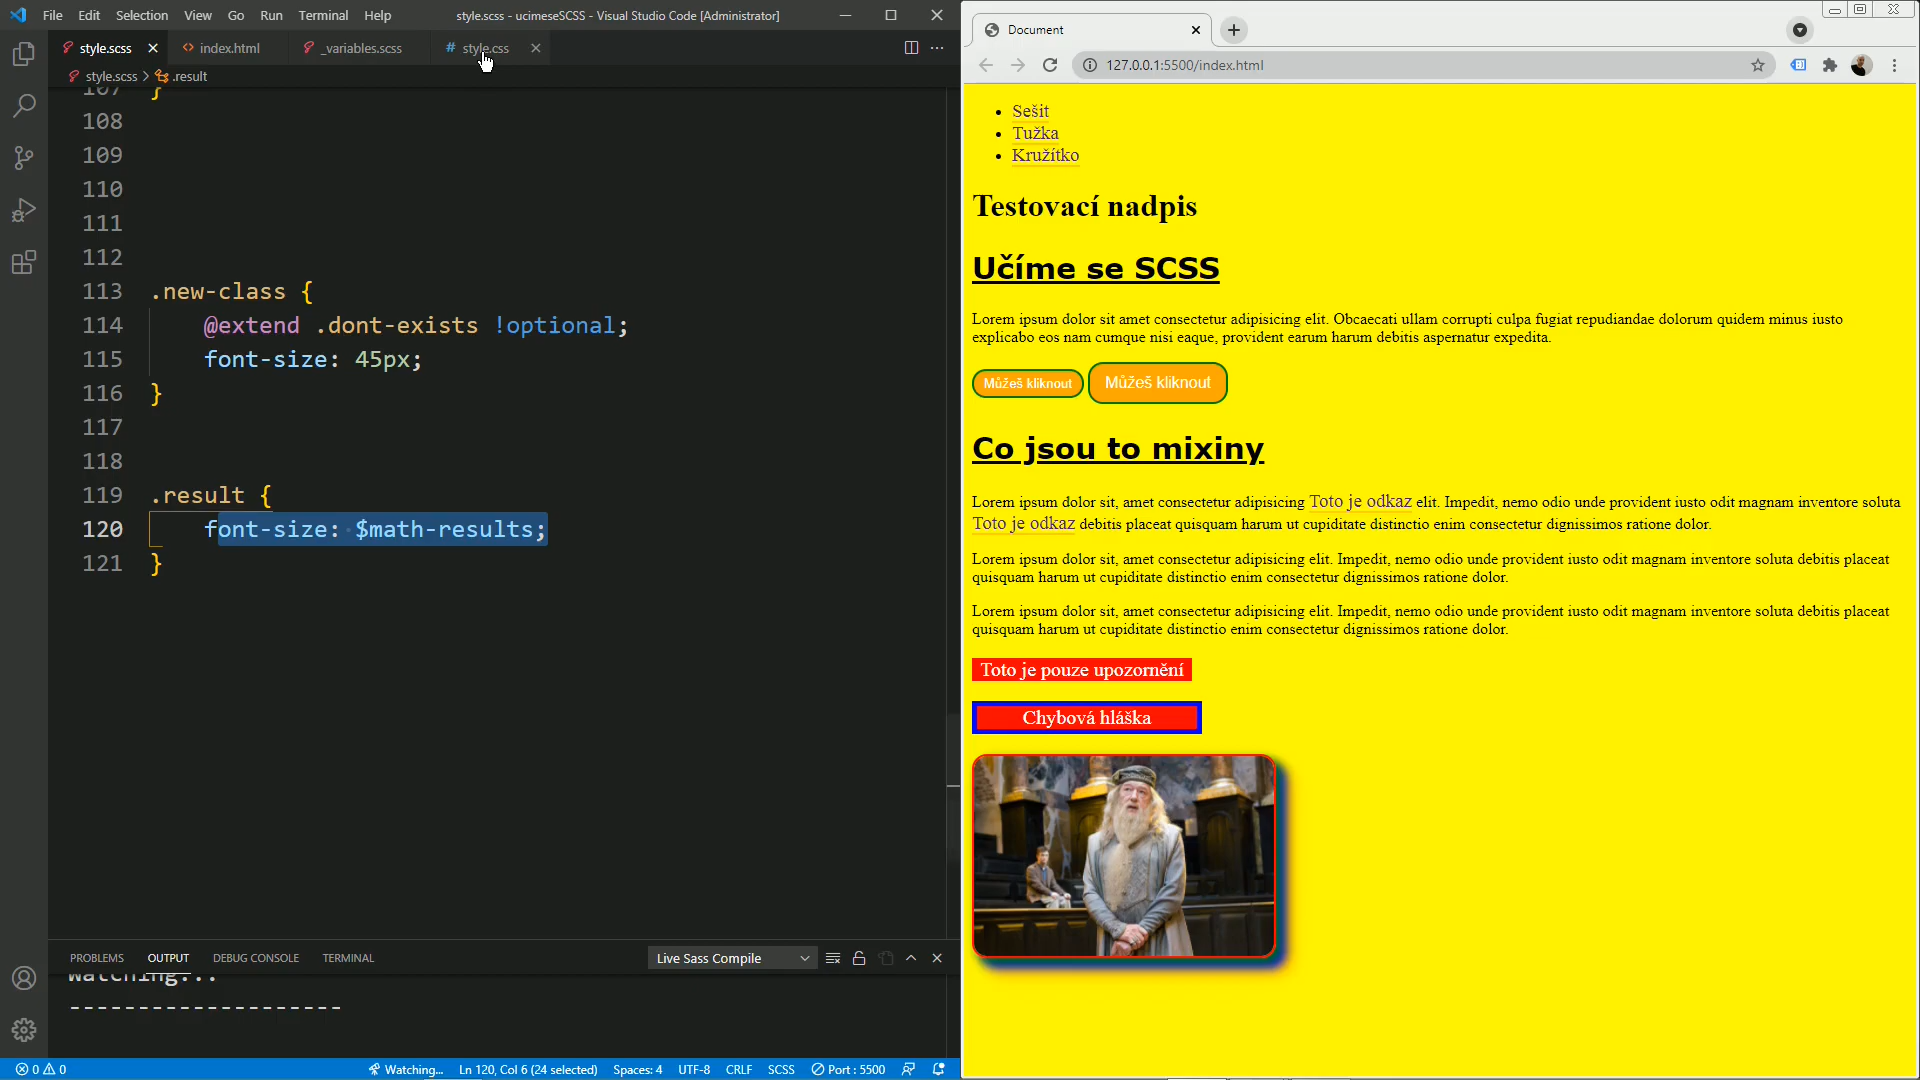 File Edit Selection View Go Run Terminal Help
style.scss - ucimeseSCSS - Visual Studio Code [Administrator]
style.scss
index.html
_variables.scss
# style.css
style.scss > .result
107 }
108
109
110
111
112
113 .new-class {
114 @extend .dont-exists !optional;
115 font-size: 45px;
116 }
117
118
119 .result {
120 font-size: $math-results;
121 }
PROBLEMS OUTPUT DEBUG CONSOLE TERMINAL
Live Sass Compile
Watching...
--------------------
0 0
Watching...
Ln 120, Col 6 (24 selected)
Spaces: 4
UTF-8
CRLF
SCSS
Port : 5500
Document
127.0.0.1:5500/index.html
• Sešit
• Tužka
• Kružítko
Testovací nadpis
Učíme se SCSS
Lorem ipsum dolor sit amet consectetur adipisicing elit. Obcaecati ullam corrupti culpa fugiat repudiandae dolorum quidem minus iusto
explicabo eos nam cumque nisi eaque, provident earum harum debitis aspernatur expedita.
Můžeš kliknout Můžeš kliknout
Co jsou to mixiny
Lorem ipsum dolor sit, amet consectetur adipisicing Toto je odkaz elit. Impedit, nemo odio unde provident iusto odit magnam inventore soluta
Toto je odkaz debitis placeat quisquam harum ut cupiditate distinctio enim consectetur dignissimos ratione dolor.
Lorem ipsum dolor sit, amet consectetur adipisicing elit. Impedit, nemo odio unde provident iusto odit magnam inventore soluta debitis placeat
quisquam harum ut cupiditate distinctio enim consectetur dignissimos ratione dolor.
Lorem ipsum dolor sit, amet consectetur adipisicing elit. Impedit, nemo odio unde provident iusto odit magnam inventore soluta debitis placeat
quisquam harum ut cupiditate distinctio enim consectetur dignissimos ratione dolor.
Toto je pouze upozornění
Chybová hláška